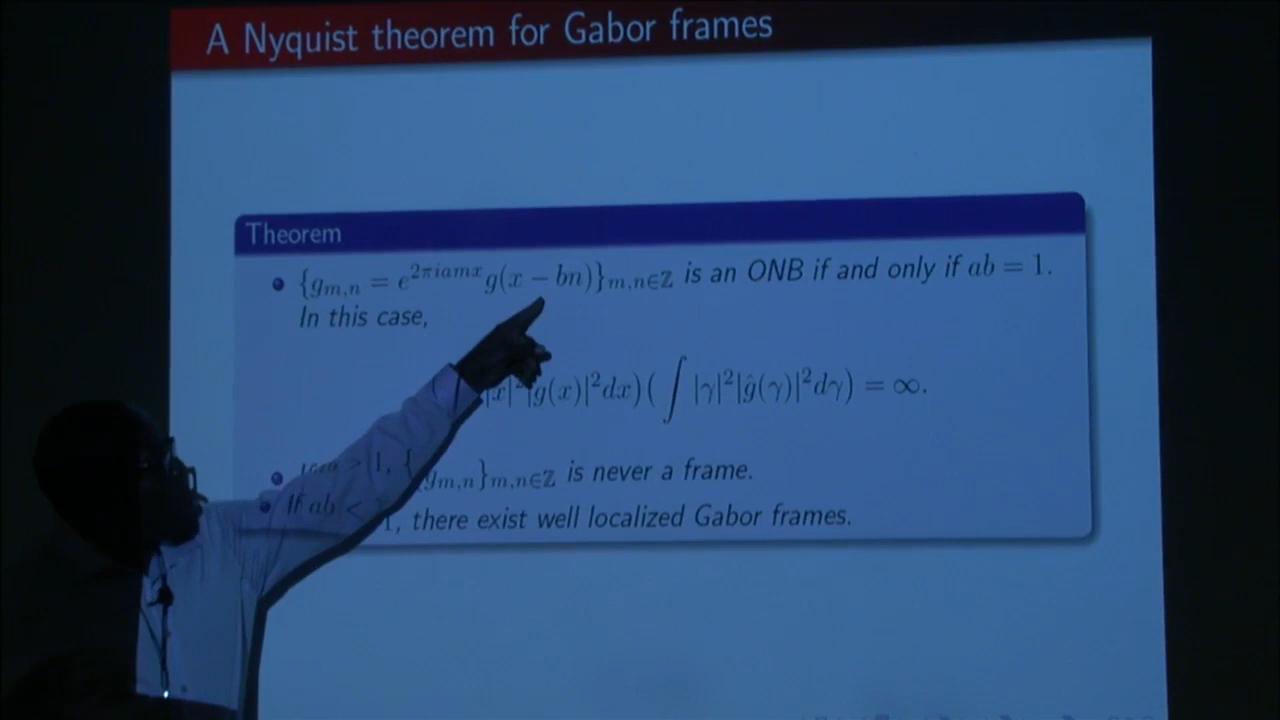 A Nyquist theorem for Gabor frames
Theorem
• {g_{m,n} = e^{2πiamx}g(x − bn)}_{m,n∈ℤ} is an ONB if and only if ab = 1.
In this case,
|x|²|g(x)|²dx)(∫|γ|²|ĝ(γ)|²dγ) = ∞.
• > 1, {g_{m,n}}_{m,n∈ℤ} is never a frame.
• If ab < 1, there exist well localized Gabor frames.